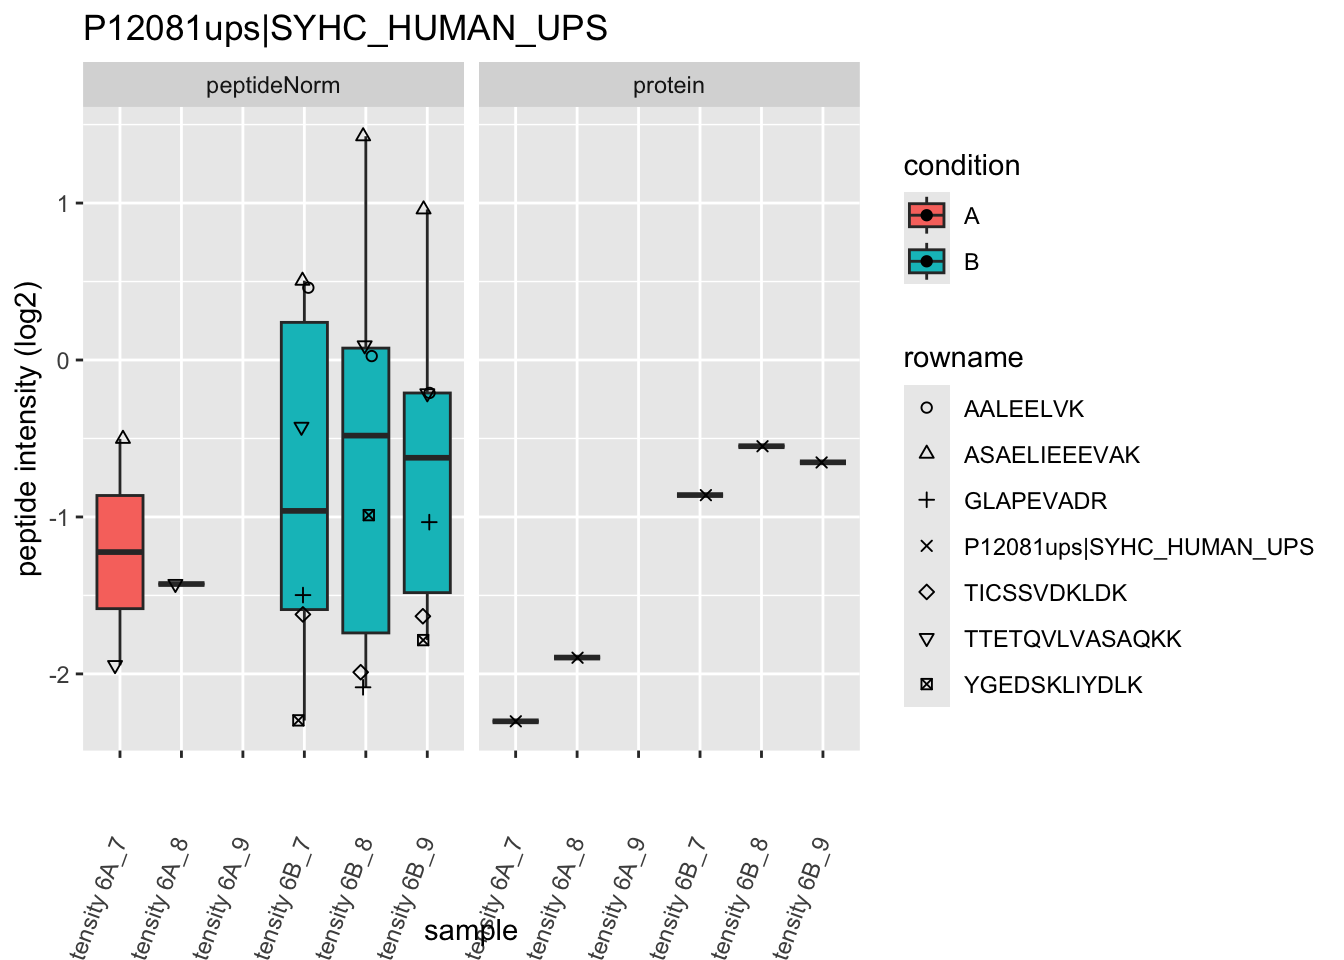 P12081ups|SYHC_HUMAN_UPS
peptideNorm
protein
peptide intensity (log2)
1
0
-1
-2
tensity 6A_7
tensity 6A_8
tensity 6A_9
tensity 6B_7
tensity 6B_8
tensity 6B_9
tensity 6A_7
tensity 6A_8
tensity 6A_9
tensity 6B_7
tensity 6B_8
tensity 6B_9
sample
condition
A
B
rowname
AALEELVK
ASAELIEEEVAK
GLAPEVADR
P12081ups|SYHC_HUMAN_UPS
TICSSVDKLDK
TTETQVLVASAQKK
YGEDSKLIYDLK